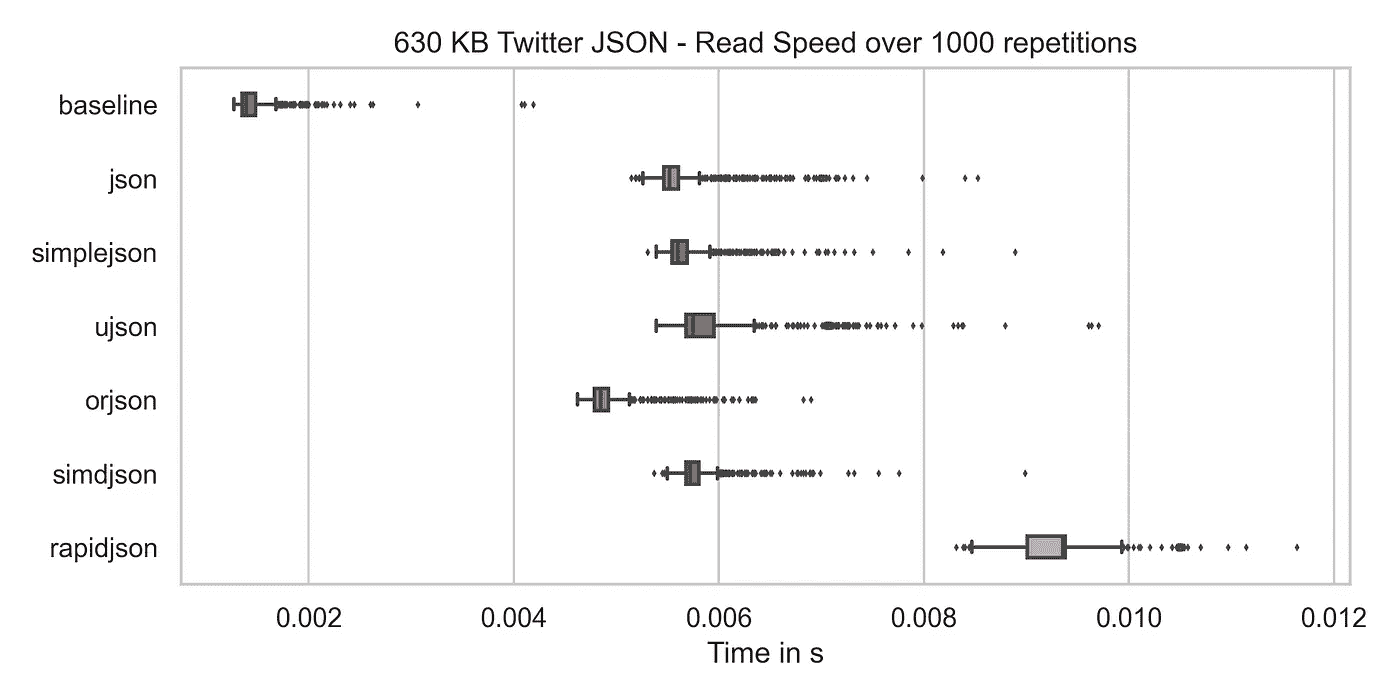 630 KB Twitter JSON - Read Speed over 1000 repetitions
baseline
json
simplejson
ujson
orjson
simdjson
rapidjson
0.002 0.004 0.006 0.008 0.010 0.012
Time in s